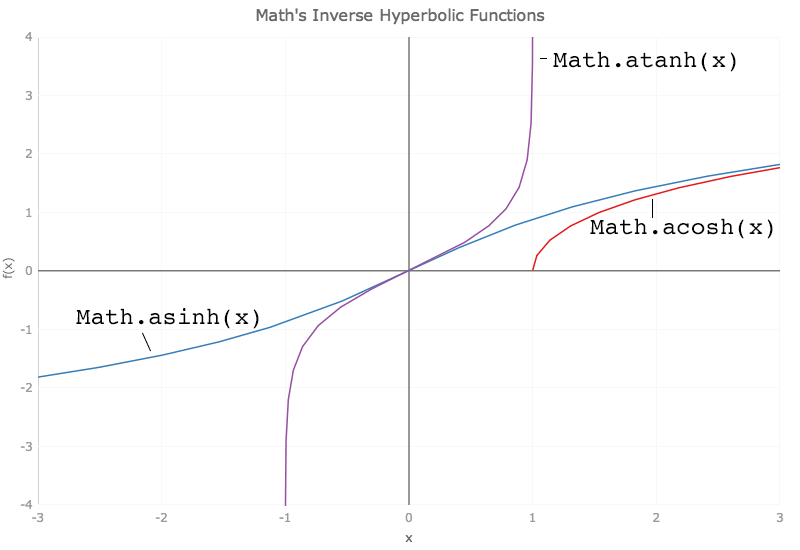 Math's Inverse Hyperbolic Functions
4
Math.atanh(x)
3
2
1
Math.acosh(x)
f(x)
0
Math.asinh(x)
-1
-2
-3
-4
-3 -2 -1 0 1 2 3
x